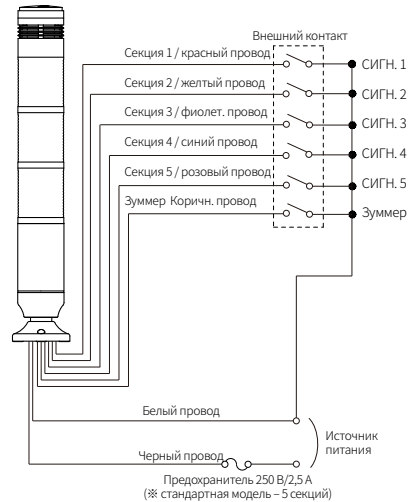 Внешний контакт
Секция 1 / красный провод
СИГН. 1
Секция 2 / желтый провод
СИГН. 2
Секция 3 / фиолет. провод
СИГН. 3
Секция 4 / синий провод
СИГН. 4
Секция 5 / розовый провод
СИГН. 5
Зуммер Коричн. провод
Зуммер
Белый провод
Источник
питания
Черный провод
Предохранитель 250 В/2,5 А
(※ стандартная модель – 5 секций)